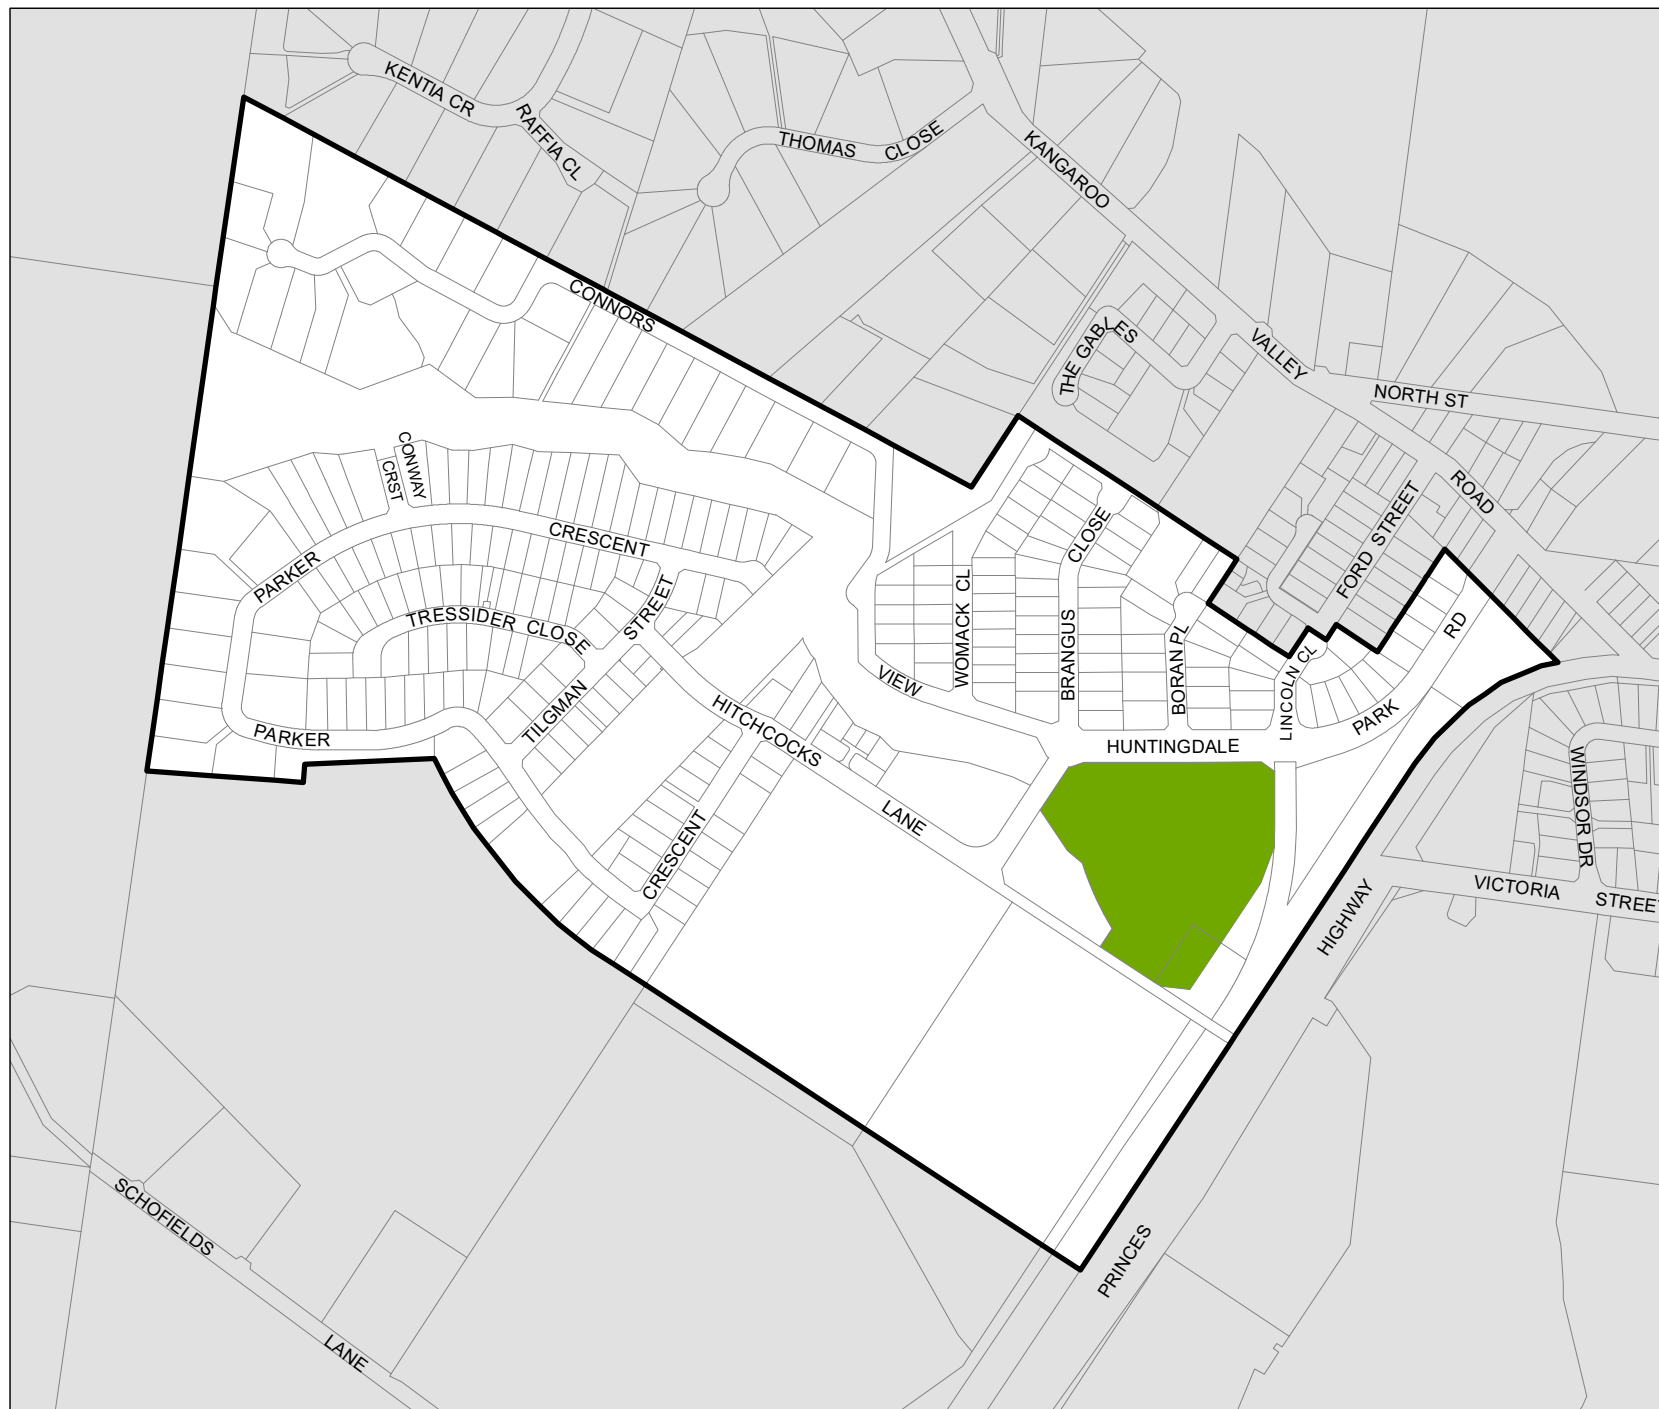 KENTIA CR
RAFFIA CL
THOMAS CLOSE
KANGAROO
VALLEY
ROAD
CONNORS
VIEW
THE GABLES
NORTH ST
FORD STREET
CONWAY
CRST
PARKER
CRESCENT
TRESSIDER CLOSE
TILGMAN
STREET
PARKER
CRESCENT
HITCHCOCKS
LANE
WOMACK CL
BRANGUS
CLOSE
BORAN PL
LINCOLN CL
HUNTINGDALE
PARK
RD
WINDSOR DR
VICTORIA
STREET
PRINCES
HIGHWAY
SCHOFIELDS
LANE